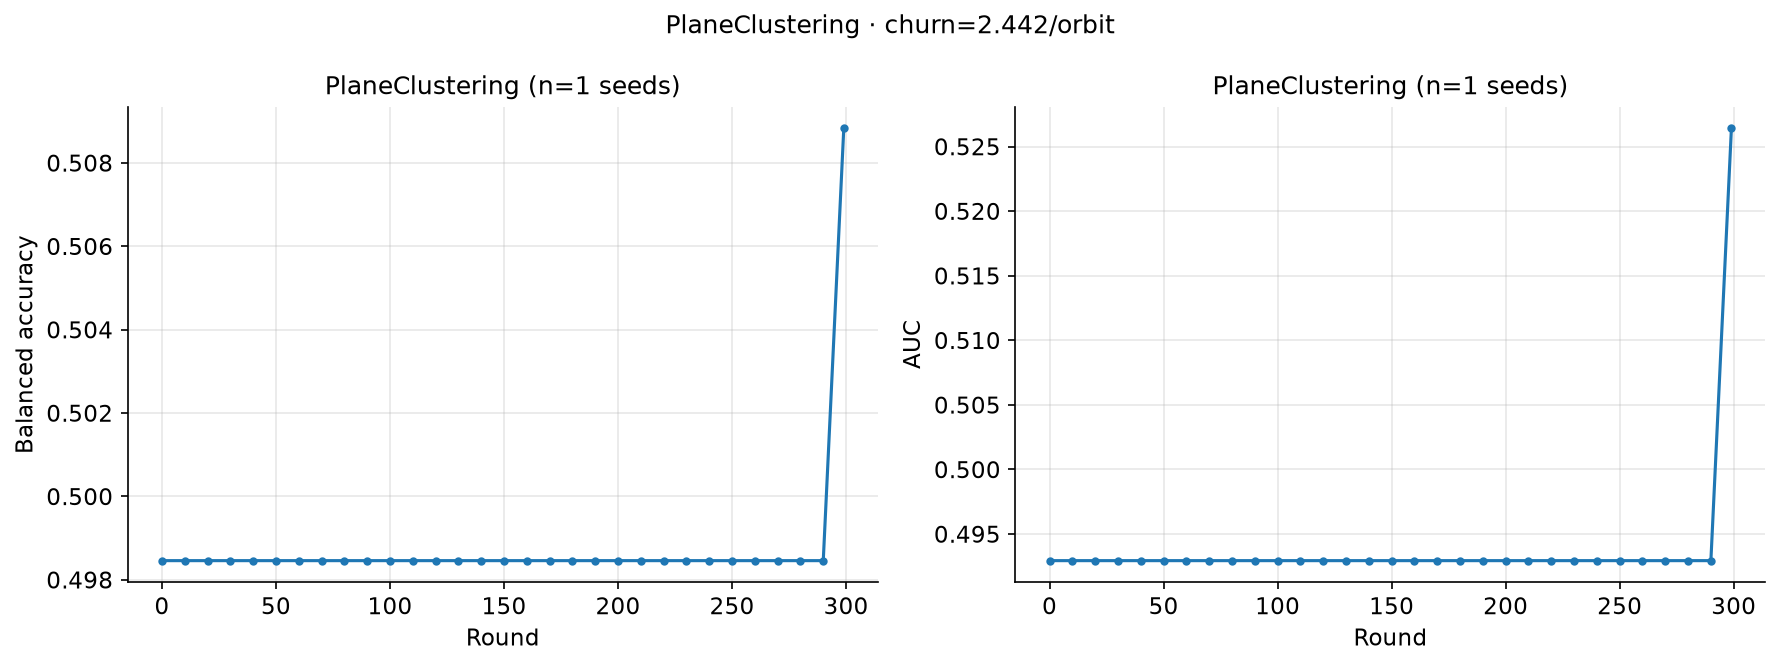 PlaneClustering · churn=2.442/orbit
PlaneClustering (n=1 seeds)
Balanced accuracy
0.508
0.506
0.504
0.502
0.500
0.498
0 50 100 150 200 250 300
Round
PlaneClustering (n=1 seeds)
AUC
0.525
0.520
0.515
0.510
0.505
0.500
0.495
0 50 100 150 200 250 300
Round